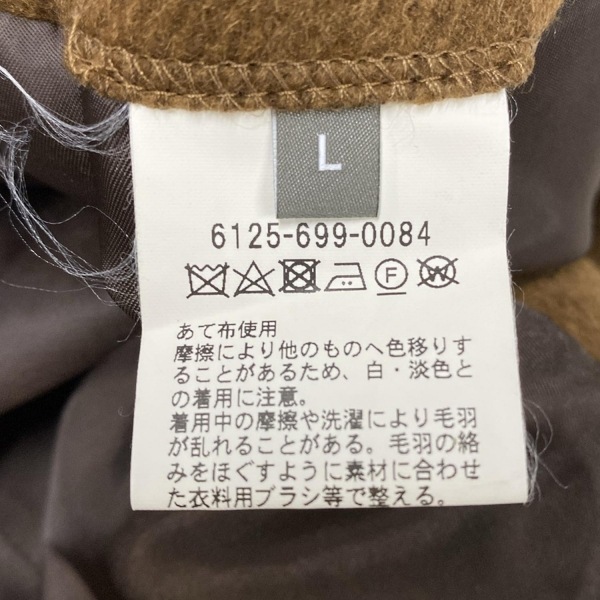 L
6125-699-0084
F
W
あて布使用
摩擦により他のものへ色移りす
ることがあるため、白・淡色と
の着用に注意。
着用中の摩擦や洗濯により毛羽
が乱れることがある。毛羽の絡
みをほぐすように素材に合わせ
た衣料用ブラシ等で整える。